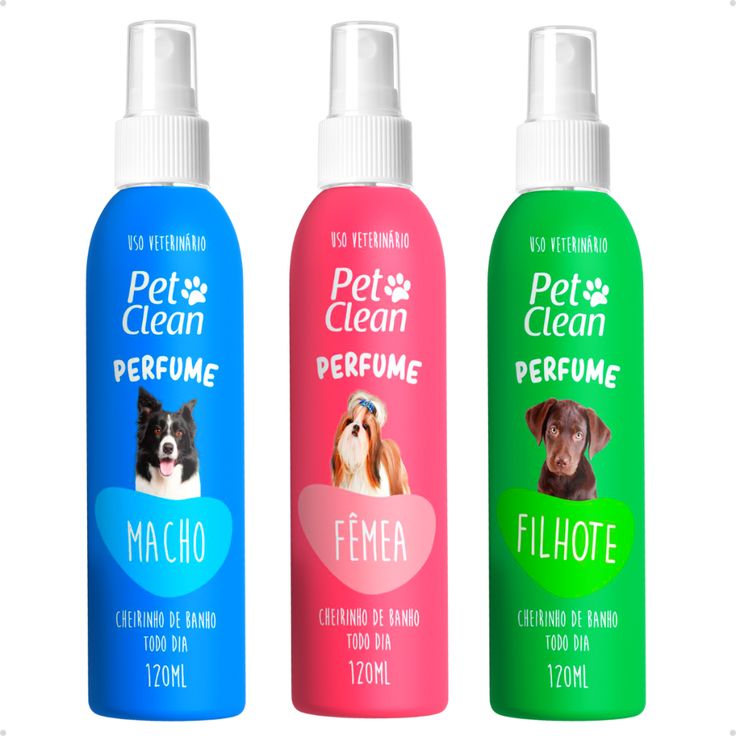 USO VETERINÁRIO
Pet
Clean
PERFUME
MACHO
CHEIRINHO DE BANHO
TODO DIA
120ML
USO VETERINÁRIO
Pet
Clean
PERFUME
FÊMEA
CHEIRINHO DE BANHO
TODO DIA
120ML
USO VETERINÁRIO
Pet
Clean
PERFUME
FILHOTE
CHEIRINHO DE BANHO
TODO DIA
120ML